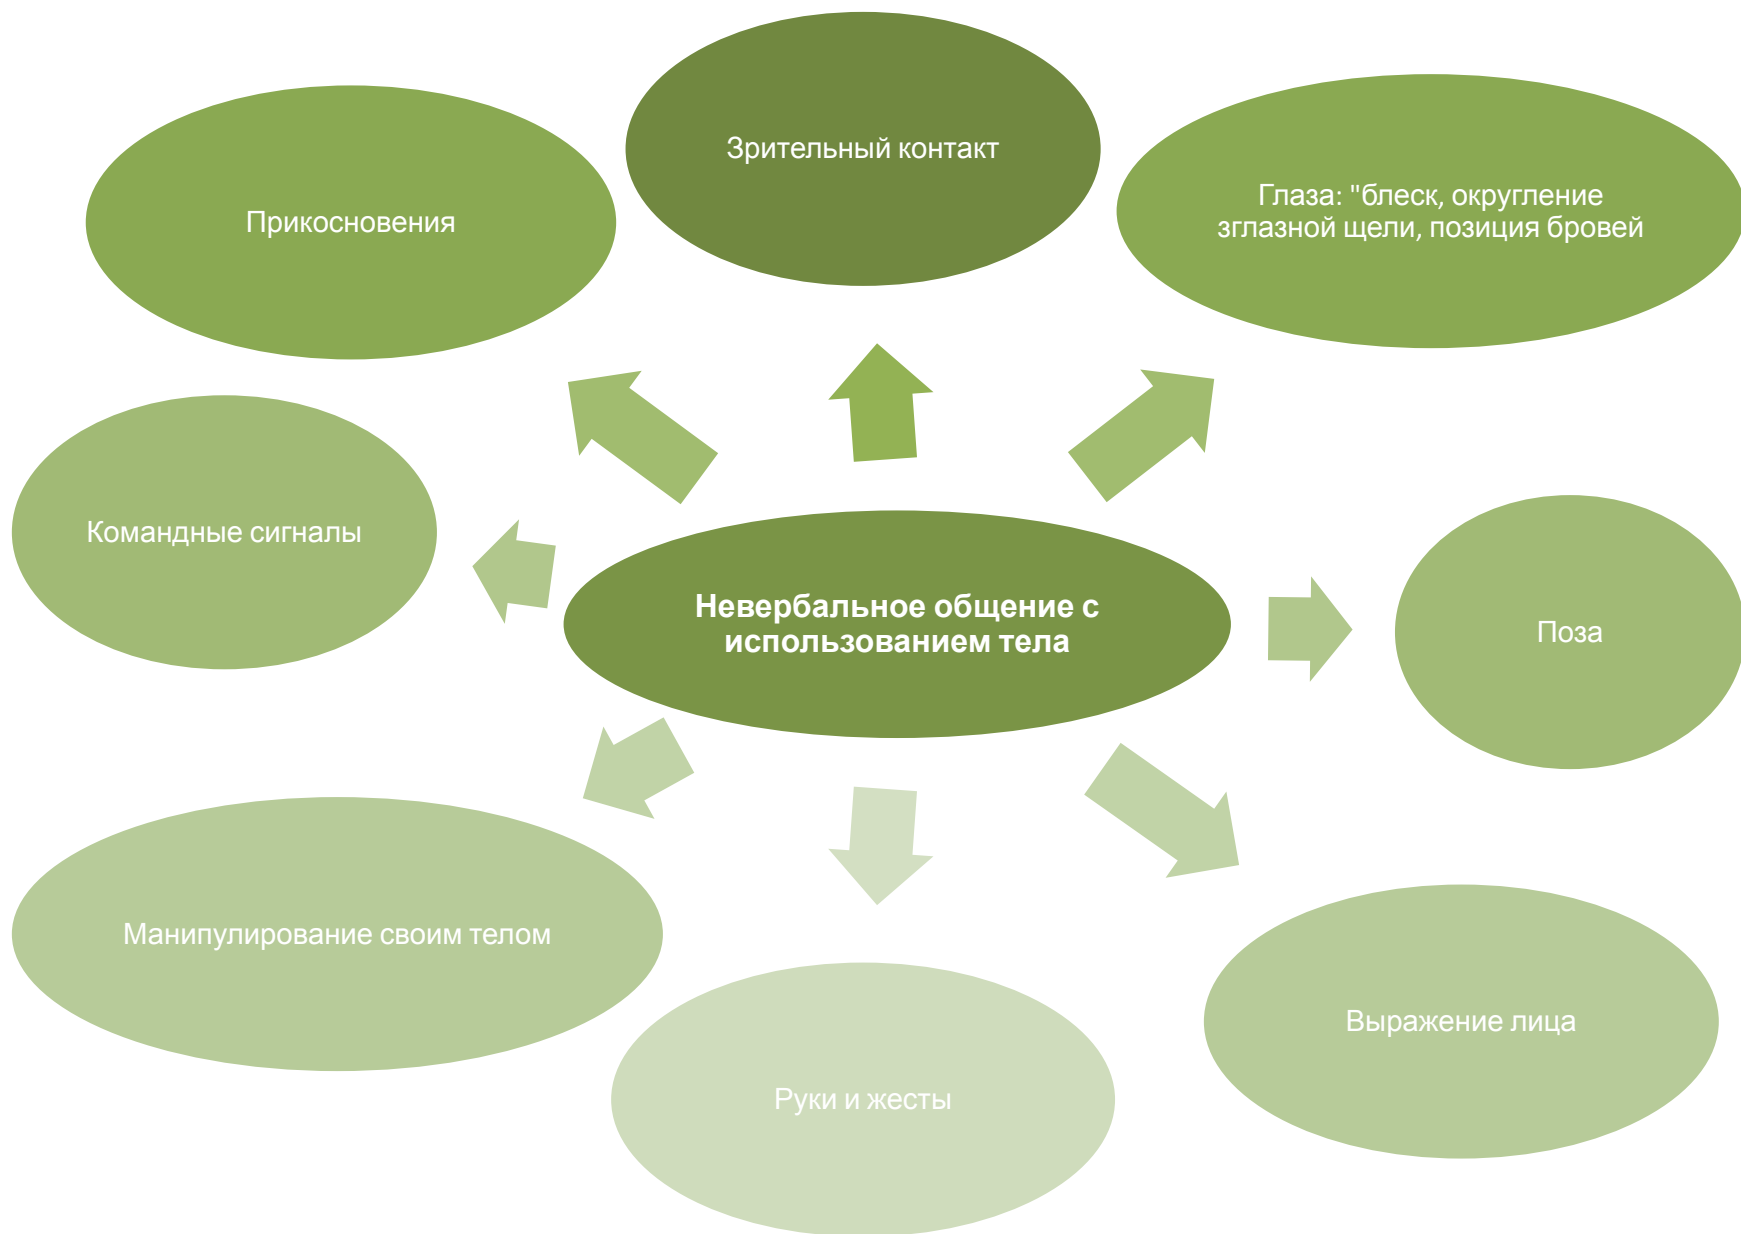 Зрительный контакт
Прикосновения
Глаза: "блеск, округление
зглазной щели, позиция бровей
Командные сигналы
Невербальное общение с
использованием тела
Поза
Манипулирование своим телом
Выражение лица
Руки и жесты